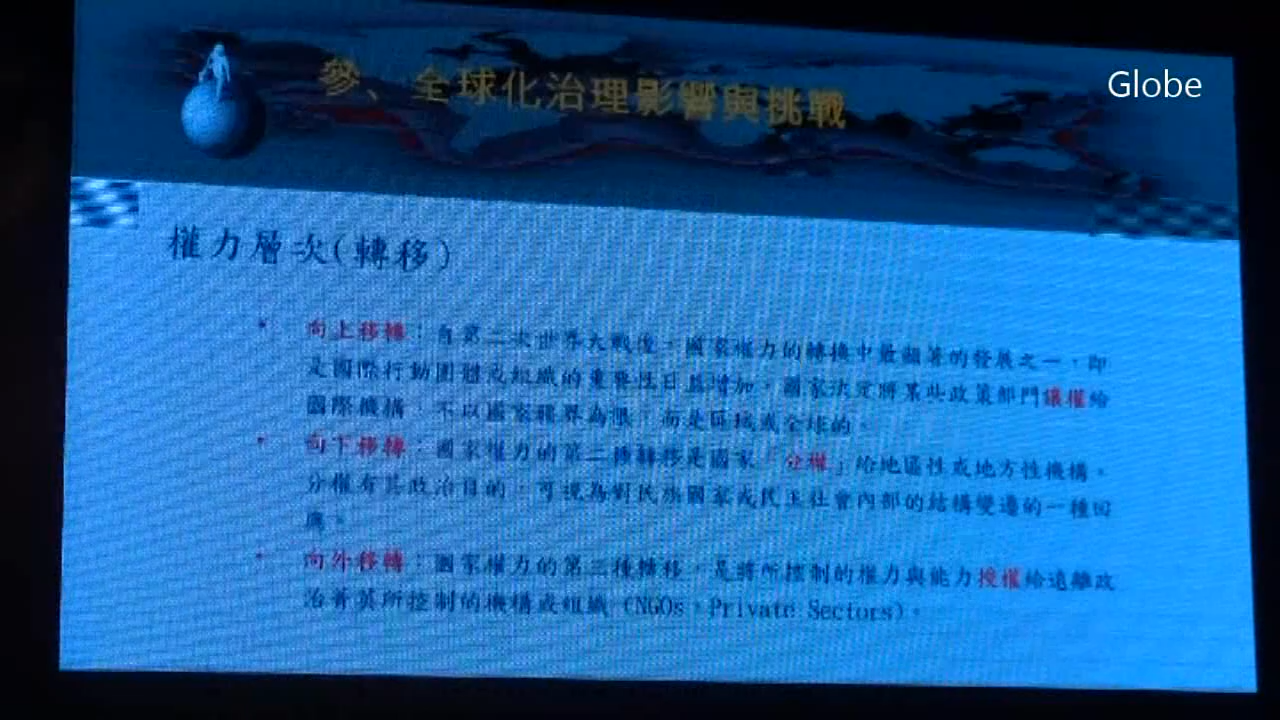 Globe
參、全球化治理影響與挑戰
權力層次(轉移)
• 向上移轉：自第二次世界大戰後，國家權力的轉換中最顯著的發展之一，即
是國際行動團體或組織的重要性日益增加，國家決定將某些政策部門讓權給
國際機構，不以國家疆界為限，而是區域或全球的。
• 向下移轉：國家權力的第二種轉移是國家「分權」給地區性或地方性機構。
分權有其政治目的，可視為對民族國家或民主社會內部的結構變遷的一種回
應。
• 向外移轉：國家權力的第三種轉移，是將所控制的權力與能力授權給遠離政
治菁英所控制的機構或組織 (NGOs，Private Sectors)。